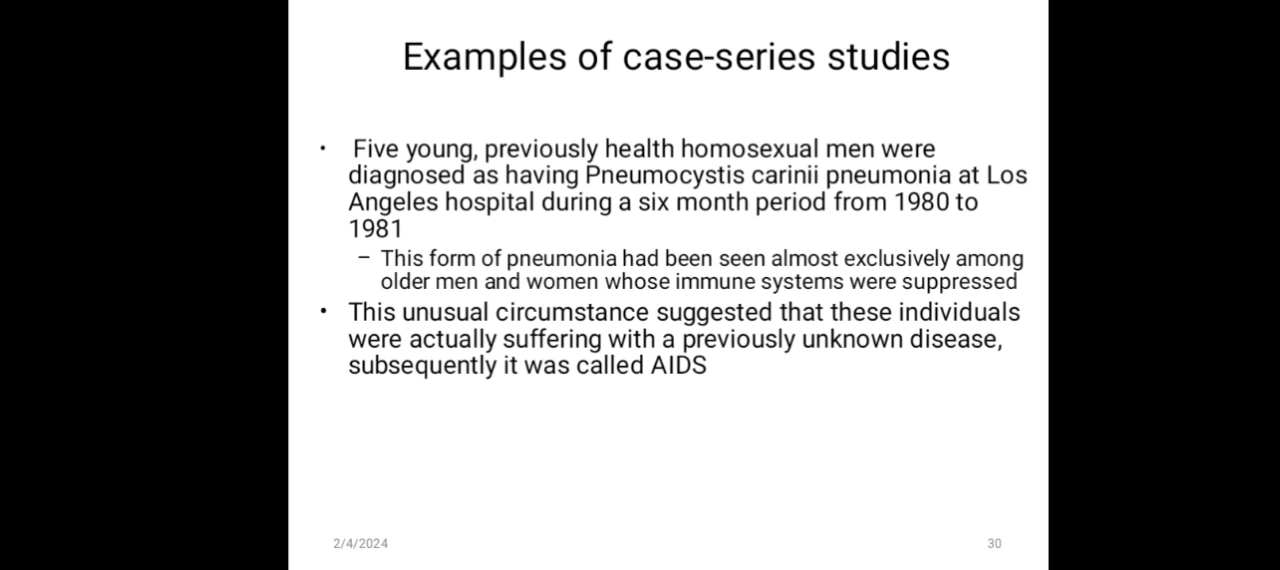 Examples of case-series studies
• Five young, previously health homosexual men were
diagnosed as having Pneumocystis carinii pneumonia at Los
Angeles hospital during a six month period from 1980 to
1981
– This form of pneumonia had been seen almost exclusively among
older men and women whose immune systems were suppressed
• This unusual circumstance suggested that these individuals
were actually suffering with a previously unknown disease,
subsequently it was called AIDS
2/4/2024
30